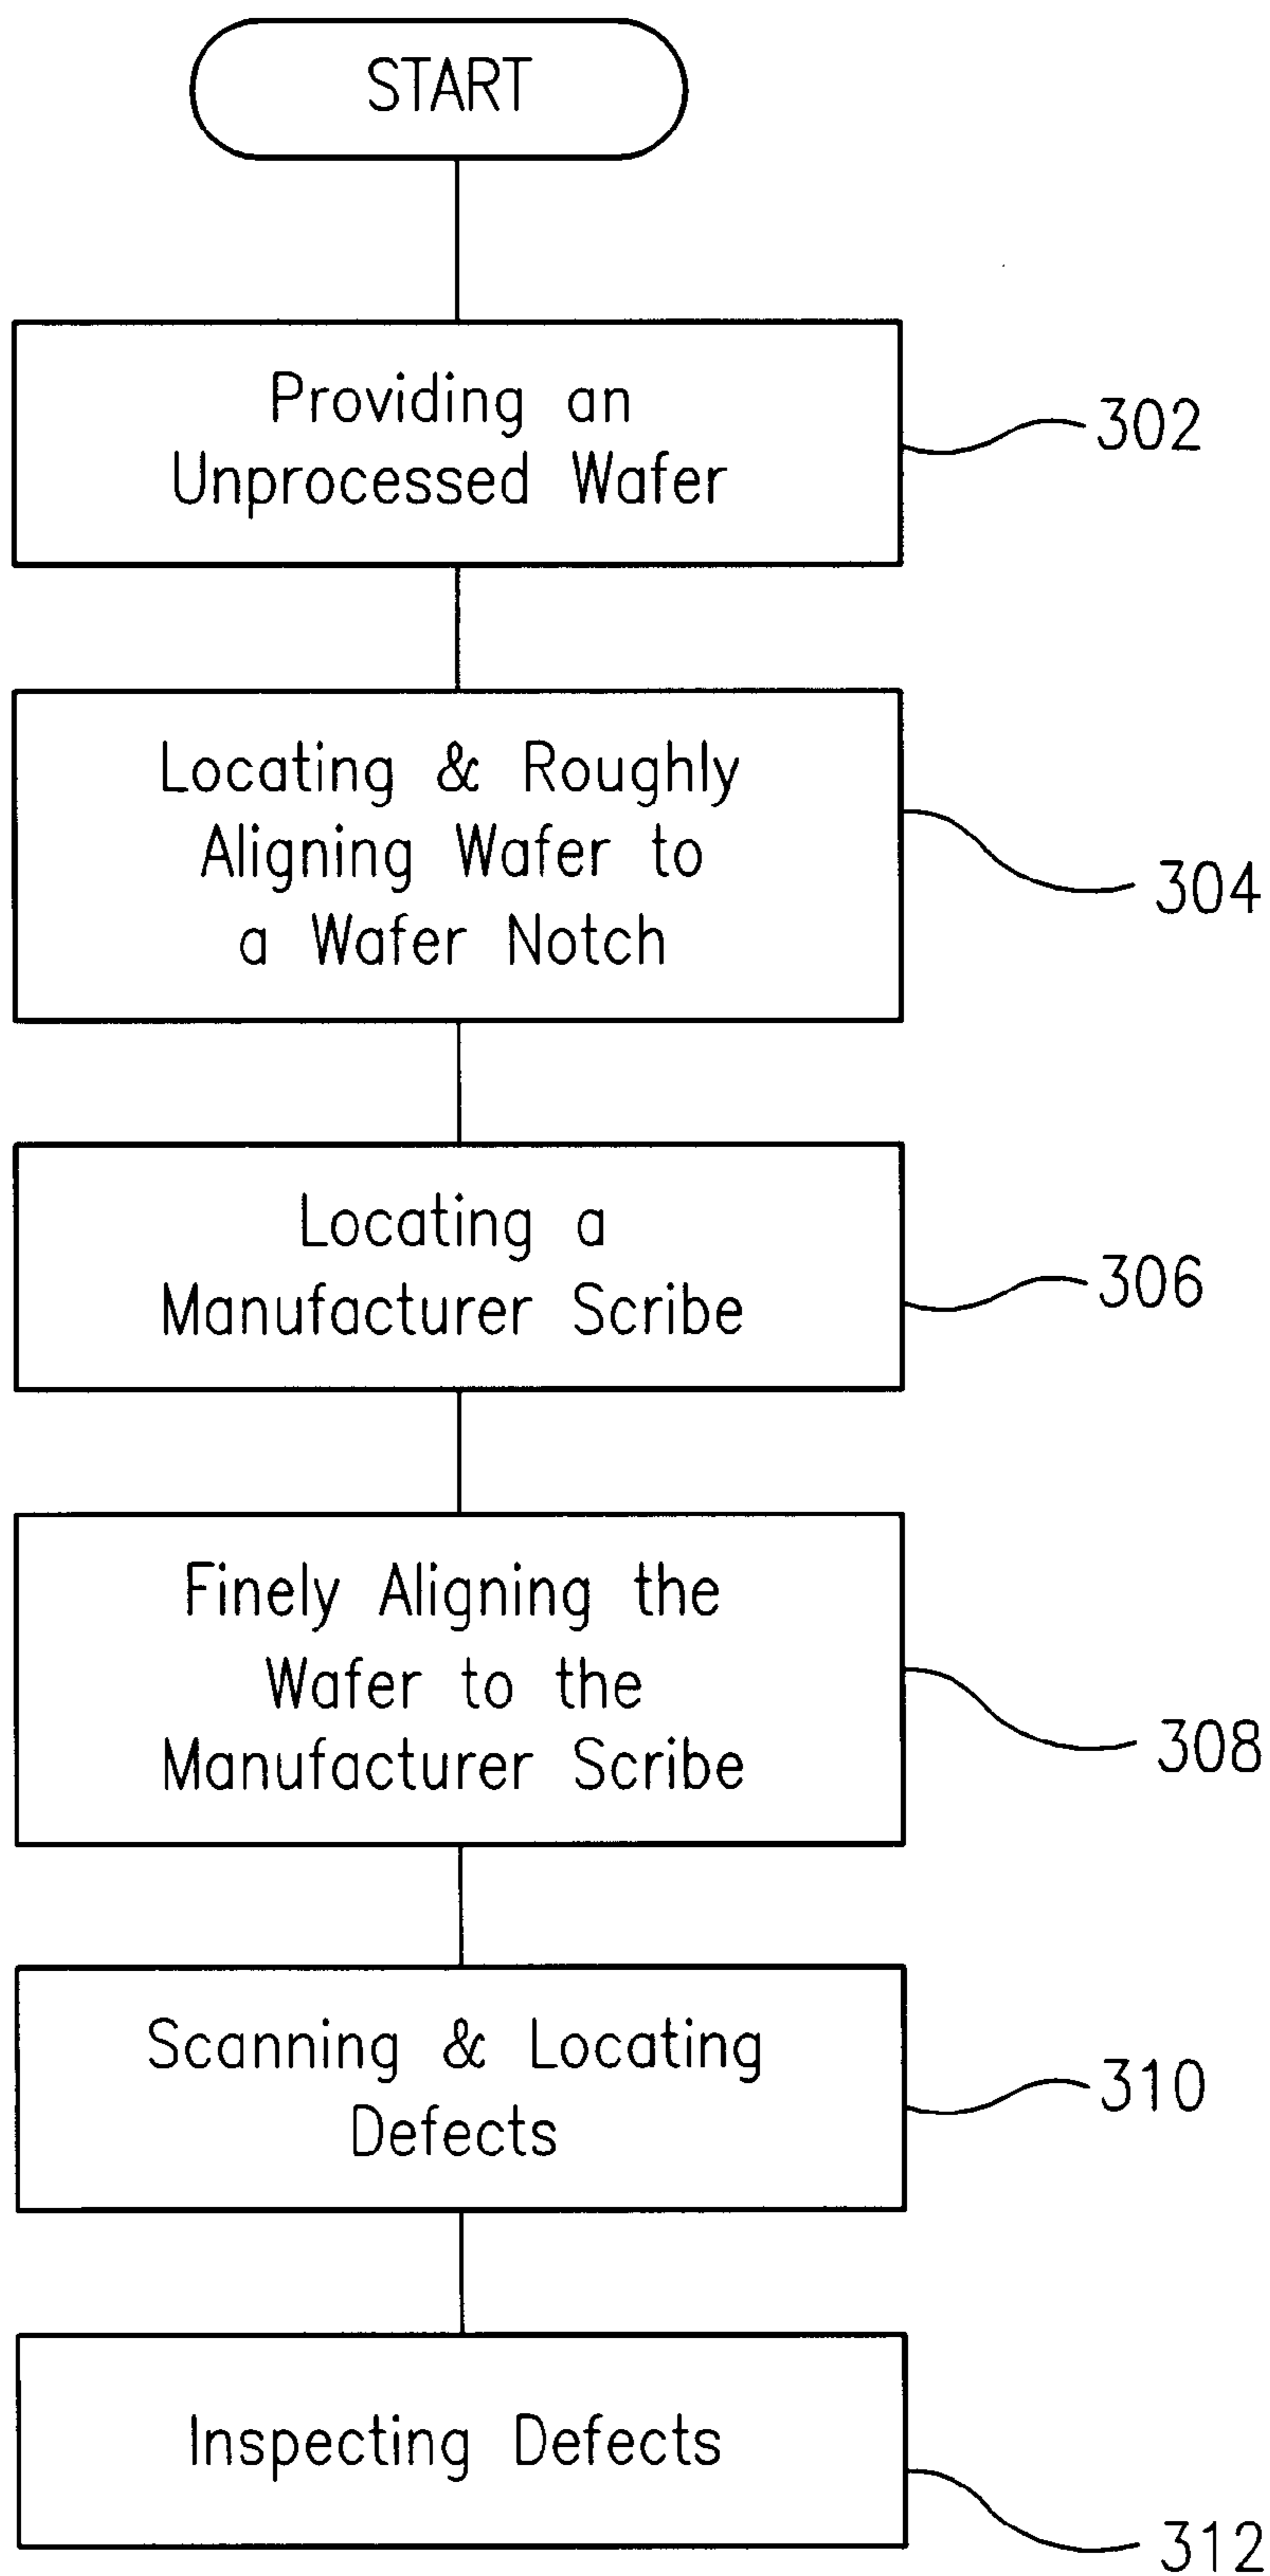 START
Providing an
Unprocessed Wafer
302
Locating & Roughly
Aligning Wafer to
a Wafer Notch
304
Locating a
Manufacturer Scribe
306
Finely Aligning the
Wafer to the
Manufacturer Scribe
308
Scanning & Locating
Defects
310
Inspecting Defects
312